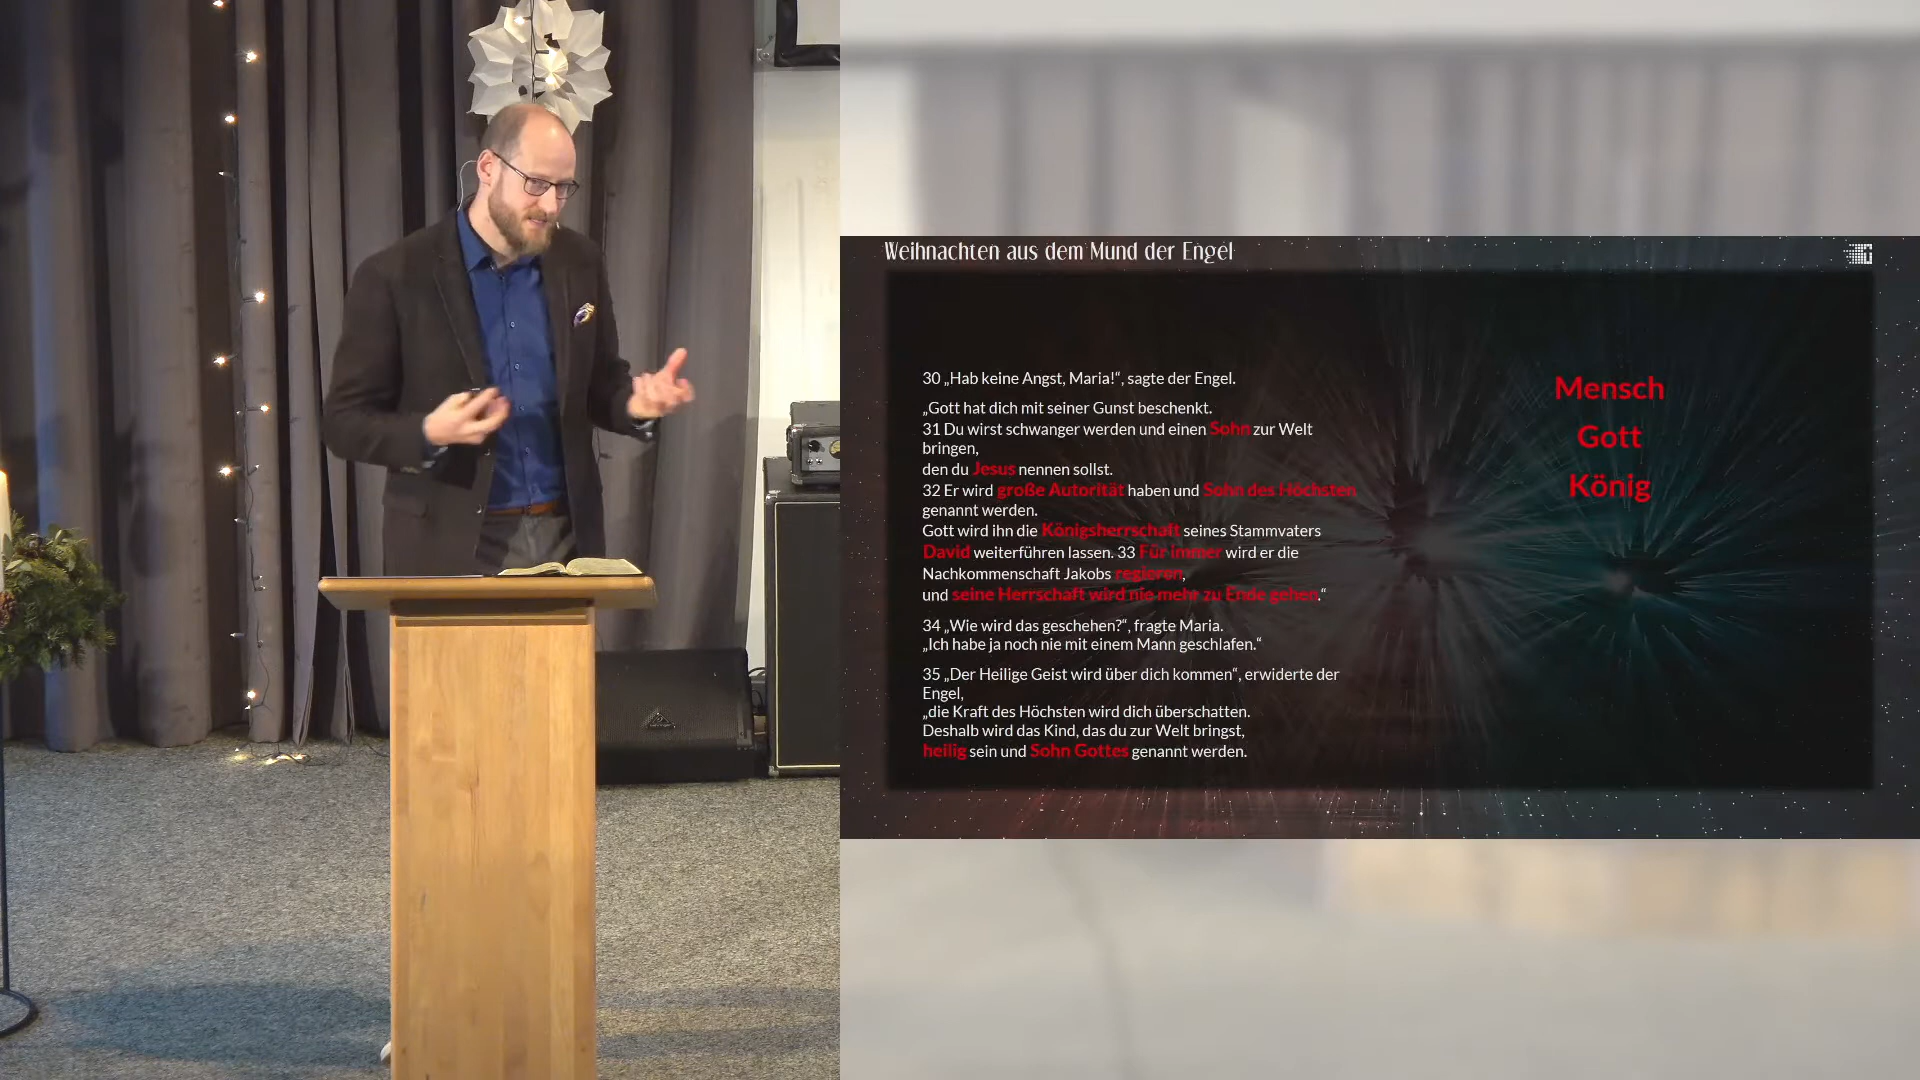 Weihnachten aus dem Mund der Engel
30 „Hab keine Angst, Maria!“, sagte der Engel.
„Gott hat dich mit seiner Gunst beschenkt.
31 Du wirst schwanger werden und einen Sohn zur Welt
bringen,
den du Jesus nennen sollst.
32 Er wird große Autorität haben und Sohn des Höchsten
genannt werden.
Gott wird ihn die Königsherrschaft seines Stammvaters
David weiterführen lassen. 33 Für immer wird er die
Nachkommenschaft Jakobs regieren,
und seine Herrschaft wird nie mehr zu Ende gehen.“
34 „Wie wird das geschehen?“, fragte Maria.
„Ich habe ja noch nie mit einem Mann geschlafen.“
35 „Der Heilige Geist wird über dich kommen“, erwiderte der
Engel,
„die Kraft des Höchsten wird dich überschatten.
Deshalb wird das Kind, das du zur Welt bringst,
heilig sein und Sohn Gottes genannt werden.
Mensch
Gott
König